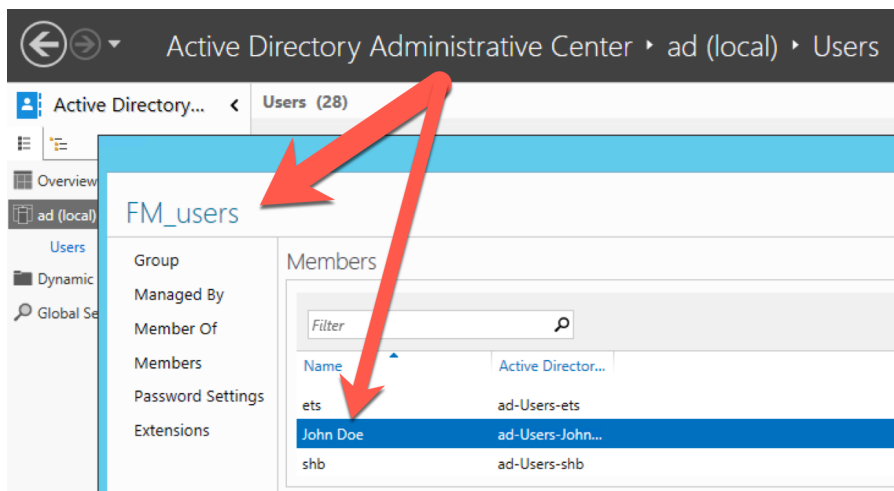 Active Directory Administrative Center ‣ ad (local) ‣ Users
Active Directory...
Users (28)
Overview
ad (local)
Users
Dynamic
Global Se
FM_users
Group
Managed By
Member Of
Members
Password Settings
Extensions
Members
Filter
Name Active Director...
ets ad-Users-ets
John Doe ad-Users-John...
shb ad-Users-shb